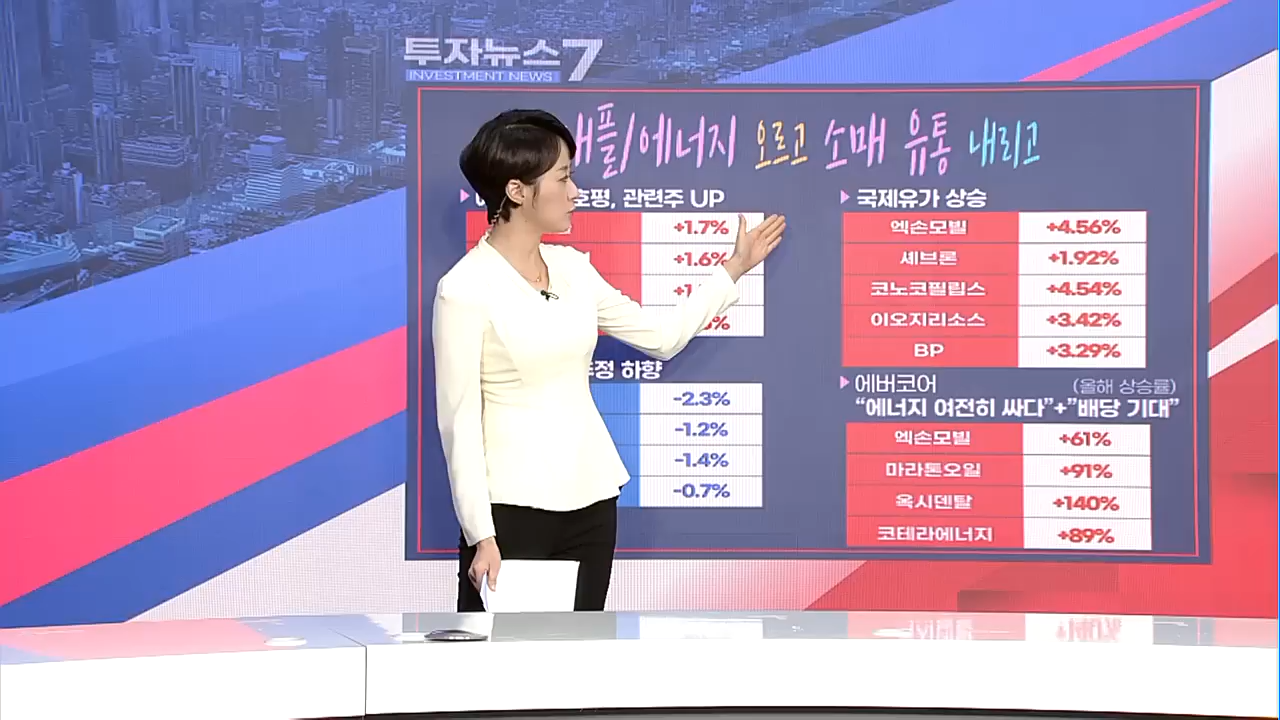 투자뉴스7
INVESTMENT NEWS
애플/에너지 오르고 소매 유통 내리고
호평, 관련주 UP
+1.7%
+1.6%
추정 하향
-2.3%
-1.2%
-1.4%
-0.7%
국제유가 상승
엑손모빌 +4.56%
셰브론 +1.92%
코노코필립스 +4.54%
이오지리소스 +3.42%
BP +3.29%
에버코어 (올해 상승률)
“에너지 여전히 싸다”+”배당 기대”
엑손모빌 +61%
마라톤오일 +91%
옥시덴탈 +140%
코테라에너지 +89%